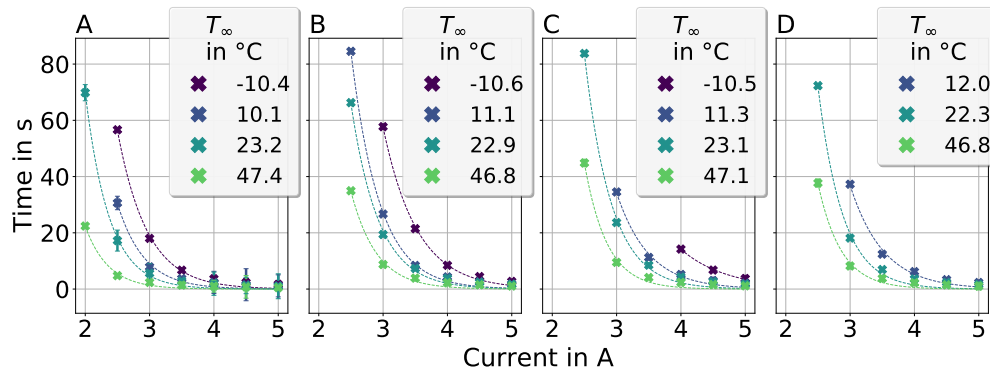 A
T∞
in °C
-10.4
10.1
23.2
47.4
B
T∞
in °C
-10.6
11.1
22.9
46.8
C
T∞
in °C
-10.5
11.3
23.1
47.1
D
T∞
in °C
12.0
22.3
46.8
Time in s
80
60
40
20
0
2 3 4 5
2 3 4 5
2 3 4 5
2 3 4 5
Current in A